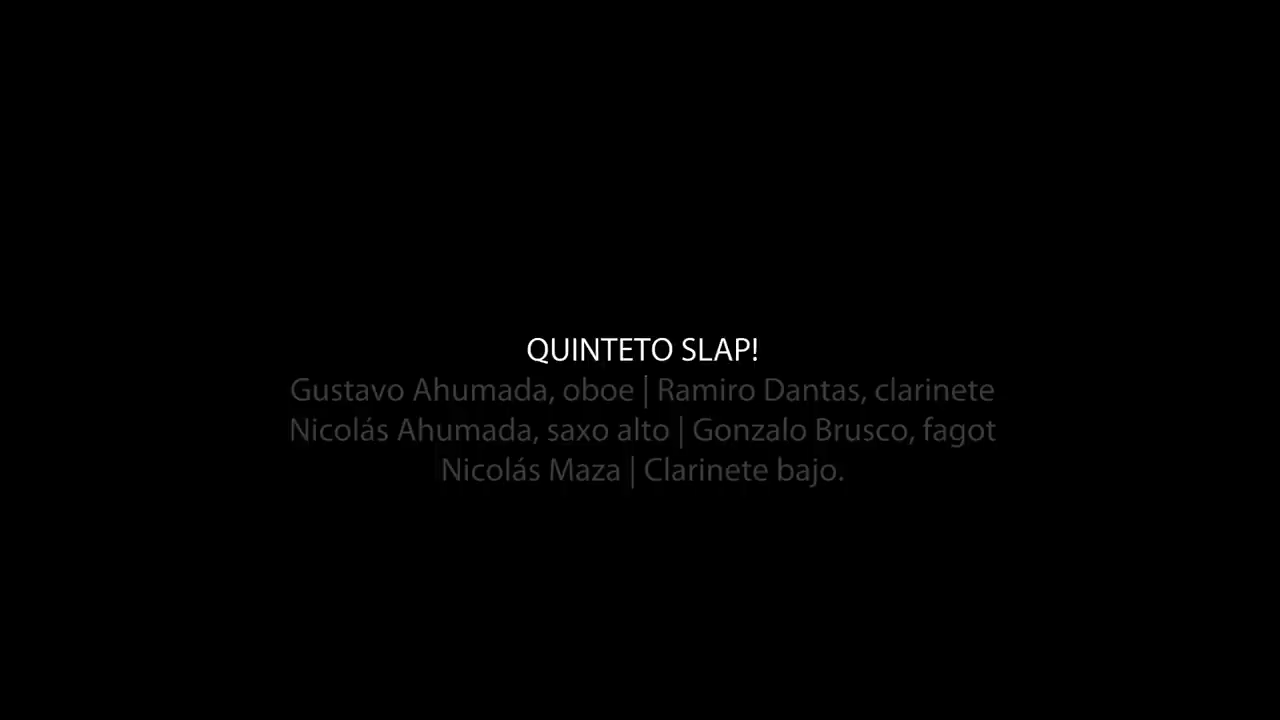 QUINTETO SLAP!
Gustavo Ahumada, oboe | Ramiro Dantas, clarinete
Nicolás Ahumada, saxo alto | Gonzalo Brusco, fagot
Nicolás Maza | Clarinete bajo.